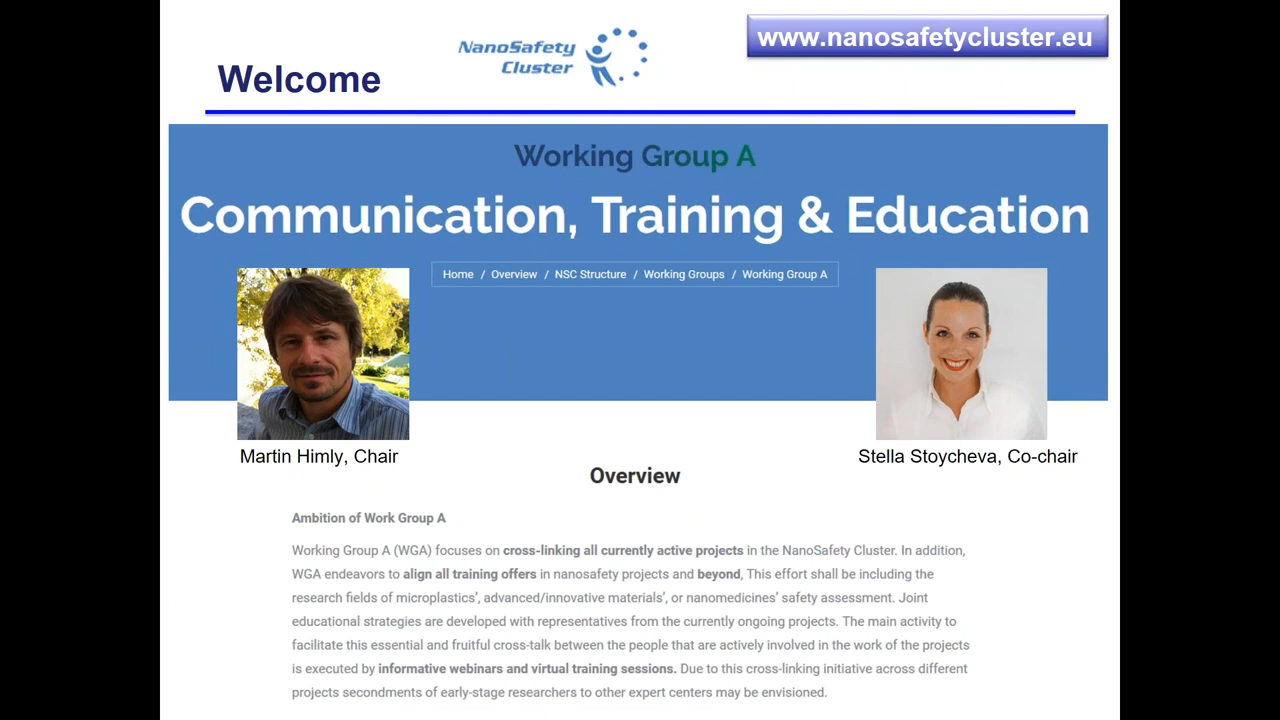 NanoSafety
Cluster
www.nanosafetycluster.eu
Welcome
Working Group A
Communication, Training & Education
Home / Overview / NSC Structure / Working Groups / Working Group A
Martin Himly, Chair
Stella Stoycheva, Co-chair
Overview
Ambition of Work Group A
Working Group A (WGA) focuses on cross-linking all currently active projects in the NanoSafety Cluster. In addition,
WGA endeavors to align all training offers in nanosafety projects and beyond, This effort shall be including the
research fields of microplastics’, advanced/innovative materials’, or nanomedicines’ safety assessment. Joint
educational strategies are developed with representatives from the currently ongoing projects. The main activity to
facilitate this essential and fruitful cross-talk between the people that are actively involved in the work of the projects
is executed by informative webinars and virtual training sessions. Due to this cross-linking initiative across different
projects secondments of early-stage researchers to other expert centers may be envisioned.